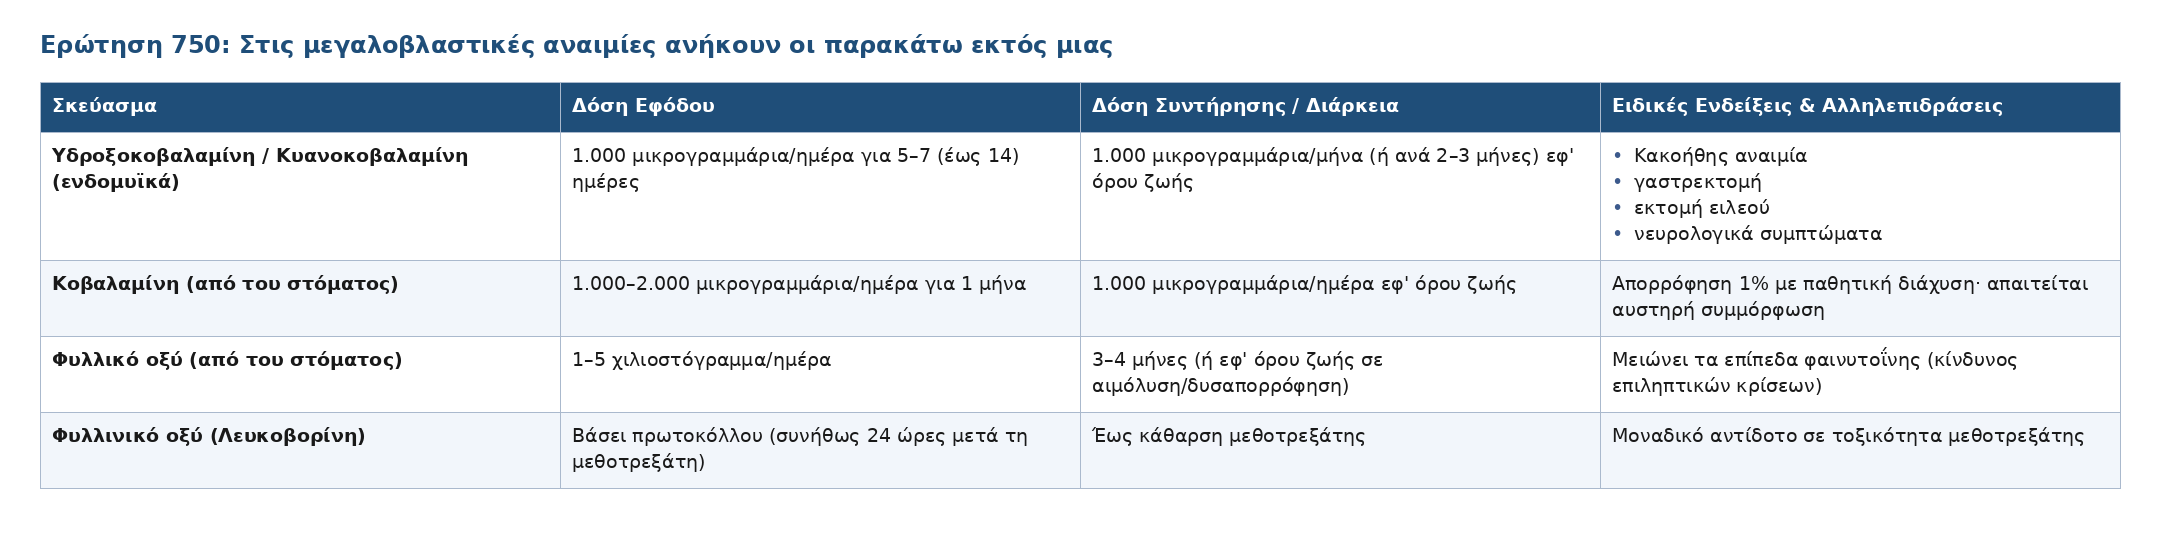 Ερώτηση 750: Στις μεγαλοβλαστικές αναιμίες ανήκουν οι παρακάτω εκτός μιας
Σκεύασμα
Δόση Εφόδου
Δόση Συντήρησης / Διάρκεια
Ειδικές Ενδείξεις & Αλληλεπιδράσεις
Υδροξοκοβαλαμίνη / Κυανοκοβαλαμίνη
(ενδομυϊκά)
1.000 μικρογραμμάρια/ημέρα για 5–7 (έως 14)
ημέρες
1.000 μικρογραμμάρια/μήνα (ή ανά 2–3 μήνες) εφ'
όρου ζωής
• Κακοήθης αναιμία
• γαστρεκτομή
• εκτομή ειλεού
• νευρολογικά συμπτώματα
Κοβαλαμίνη (από του στόματος)
1.000–2.000 μικρογραμμάρια/ημέρα για 1 μήνα
1.000 μικρογραμμάρια/ημέρα εφ' όρου ζωής
Απορρόφηση 1% με παθητική διάχυση· απαιτείται
αυστηρή συμμόρφωση
Φυλλικό οξύ (από του στόματος)
1–5 χιλιοστόγραμμα/ημέρα
3–4 μήνες (ή εφ' όρου ζωής σε
αιμόλυση/δυσαπορρόφηση)
Μειώνει τα επίπεδα φαινυτοΐνης (κίνδυνος
επιληπτικών κρίσεων)
Φυλλινικό οξύ (Λευκοβορίνη)
Βάσει πρωτοκόλλου (συνήθως 24 ώρες μετά τη
μεθοτρεξάτη)
Έως κάθαρση μεθοτρεξάτης
Μοναδικό αντίδοτο σε τοξικότητα μεθοτρεξάτης